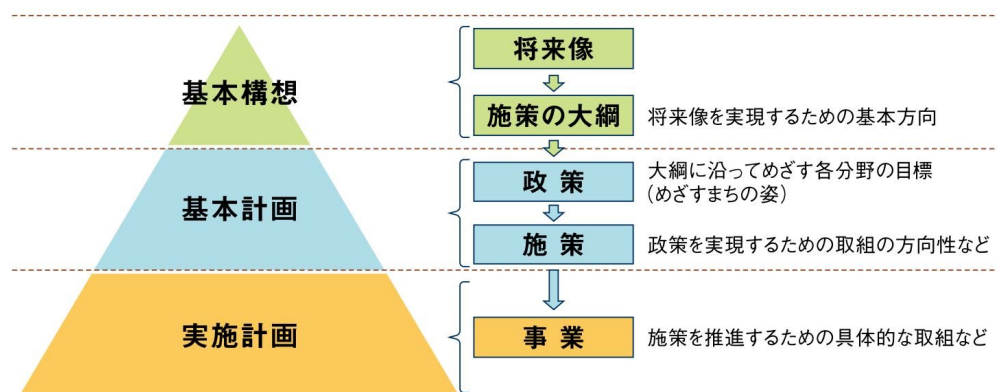 基本構想
将来像
施策の大綱
将来像を実現するための基本方向
基本計画
政策
大綱に沿ってめざす各分野の目標
(めざすまちの姿)
施策
政策を実現するための取組の方向性など
実施計画
事業
施策を推進するための具体的な取組など